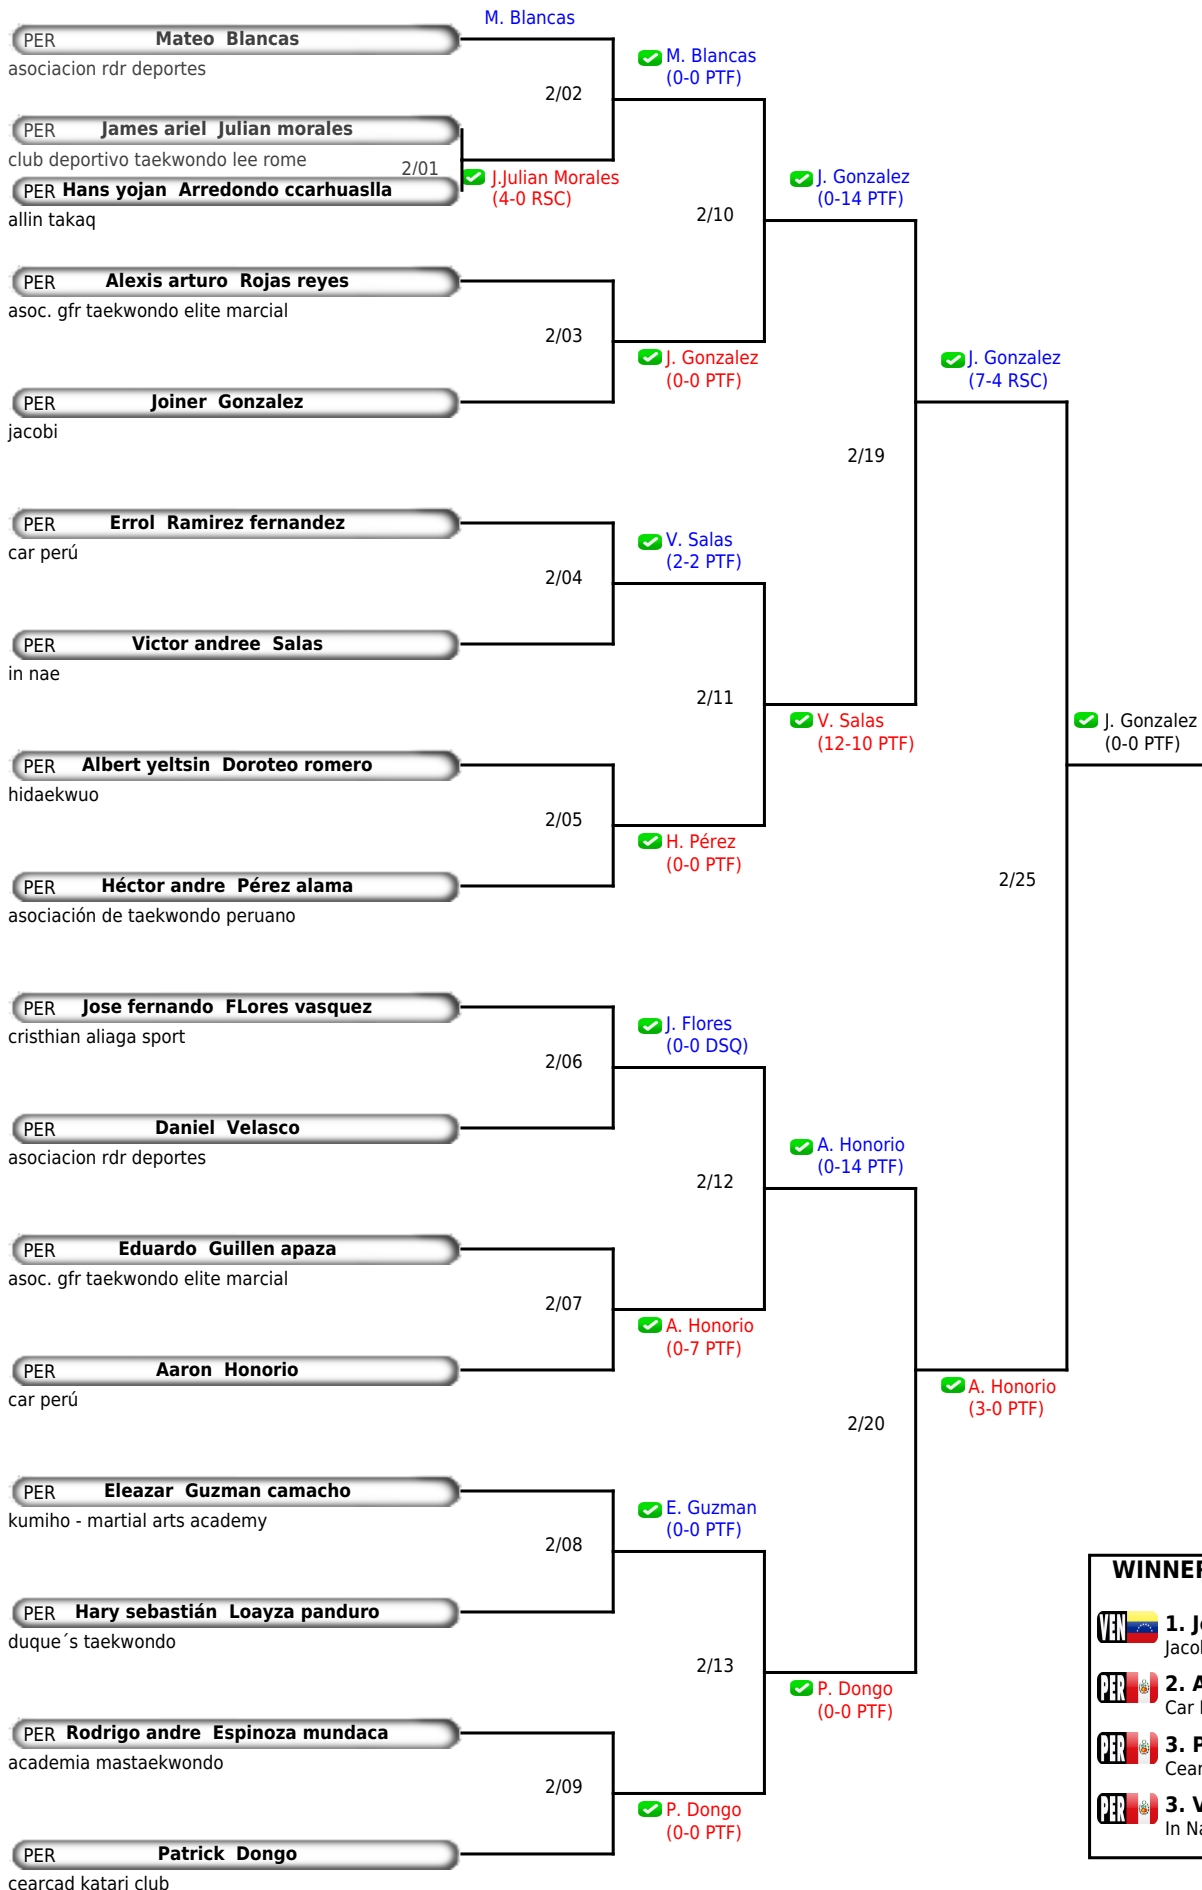 M. Blancas
PER Mateo Blancas
asociacion rdr deportes
M. Blancas
(0-0 PTF)
2/02
PER James ariel Julian morales
club deportivo taekwondo lee rome
2/01
PER Hans yojan Arredondo ccarhuaslla
allin takaq
J.Julian Morales
(4-0 RSC)
J. Gonzalez
(0-14 PTF)
2/10
PER Alexis arturo Rojas reyes
asoc. gfr taekwondo elite marcial
2/03
J. Gonzalez
(0-0 PTF)
J. Gonzalez
(7-4 RSC)
PER Joiner Gonzalez
jacobi
2/19
PER Errol Ramirez fernandez
car perú
V. Salas
(2-2 PTF)
2/04
PER Victor andree Salas
in nae
2/11
V. Salas
(12-10 PTF)
J. Gonzalez
(0-0 PTF)
PER Albert yeltsin Doroteo romero
hidaekwuo
2/05
H. Pérez
(0-0 PTF)
PER Héctor andre Pérez alama
asociación de taekwondo peruano
2/25
PER Jose fernando FLores vasquez
cristhian aliaga sport
J. Flores
(0-0 DSQ)
2/06
PER Daniel Velasco
asociacion rdr deportes
A. Honorio
(0-14 PTF)
2/12
PER Eduardo Guillen apaza
asoc. gfr taekwondo elite marcial
2/07
A. Honorio
(0-7 PTF)
PER Aaron Honorio
car perú
A. Honorio
(3-0 PTF)
2/20
PER Eleazar Guzman camacho
kumiho - martial arts academy
E. Guzman
(0-0 PTF)
2/08
PER Hary sebastián Loayza panduro
duque´s taekwondo
2/13
P. Dongo
(0-0 PTF)
PER Rodrigo andre Espinoza mundaca
academia mastaekwondo
2/09
P. Dongo
(0-0 PTF)
PER Patrick Dongo
cearcad katari club
WINNER
VEN 1. J
Jacol
PER 2. A
Car
PER 3. P
Cear
PER 3. V
In Na